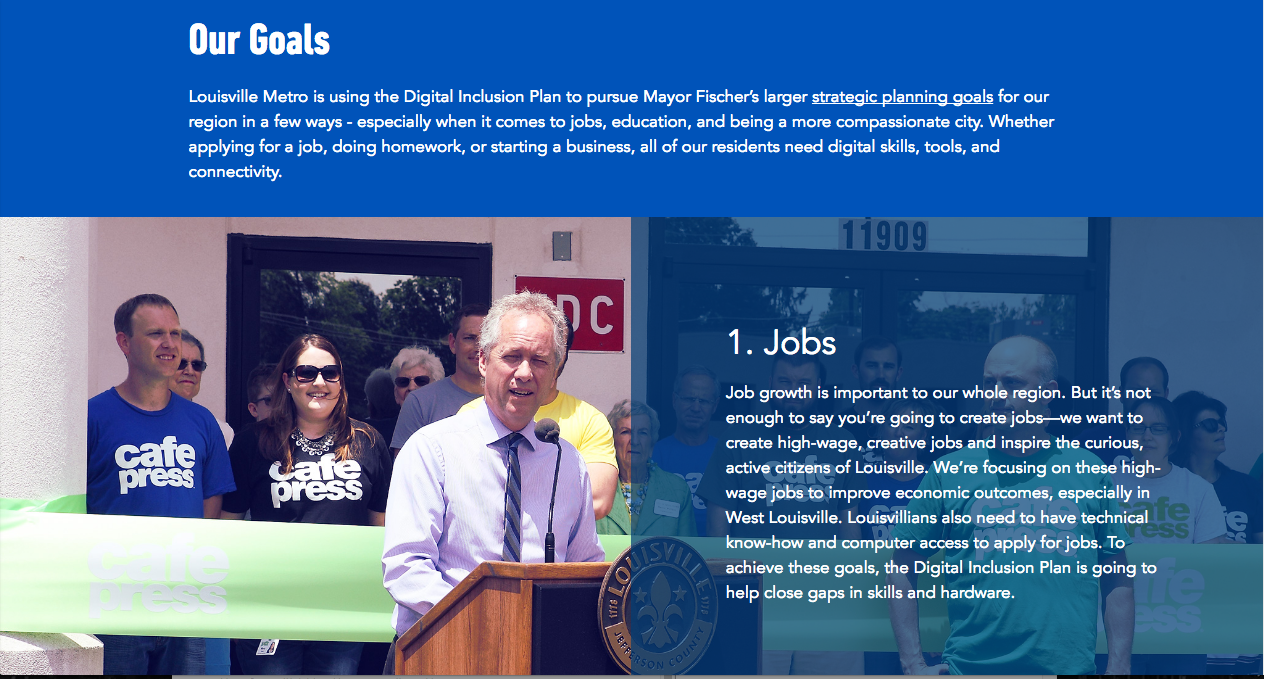 Our Goals
Louisville Metro is using the Digital Inclusion Plan to pursue Mayor Fischer's larger strategic planning goals for our
region in a few ways - especially when it comes to jobs, education, and being a more compassionate city. Whether
applying for a job, doing homework, or starting a business, all of our residents need digital skills, tools, and
connectivity.
11909
DC
1. Jobs
Job growth is important to our whole region. But it's not
enough to say you're going to create jobs—we want to
create high-wage, creative jobs and inspire the curious,
active citizens of Louisville. We're focusing on these high-
wage jobs to improve economic outcomes, especially in
West Louisville. Louisvillians also need to have technical
know-how and computer access to apply for jobs. To
achieve these goals, the Digital Inclusion Plan is going to
help close gaps in skills and hardware.
cafe
press
cafe
press
cafe
press
LOUISVILLE
1778
JEFFERSON COUNTY